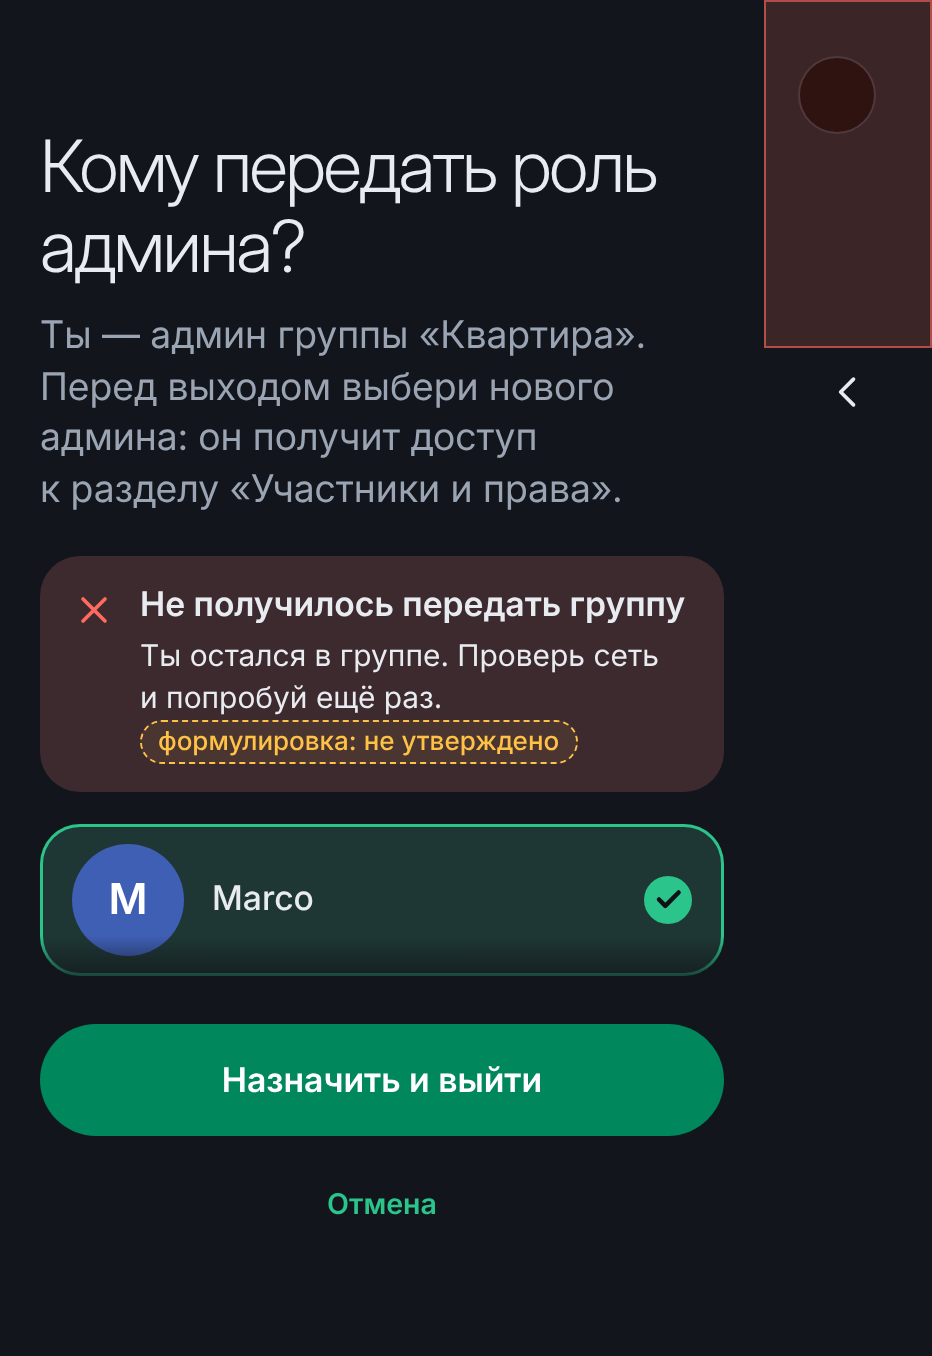 Кому передать роль
админа?
Ты — админ группы «Квартира».
Перед выходом выбери нового
админа: он получит доступ
к разделу «Участники и права».
Не получилось передать группу
Ты остался в группе. Проверь сеть
и попробуй ещё раз.
формулировка: не утверждено
M
Marco
Назначить и выйти
Отмена